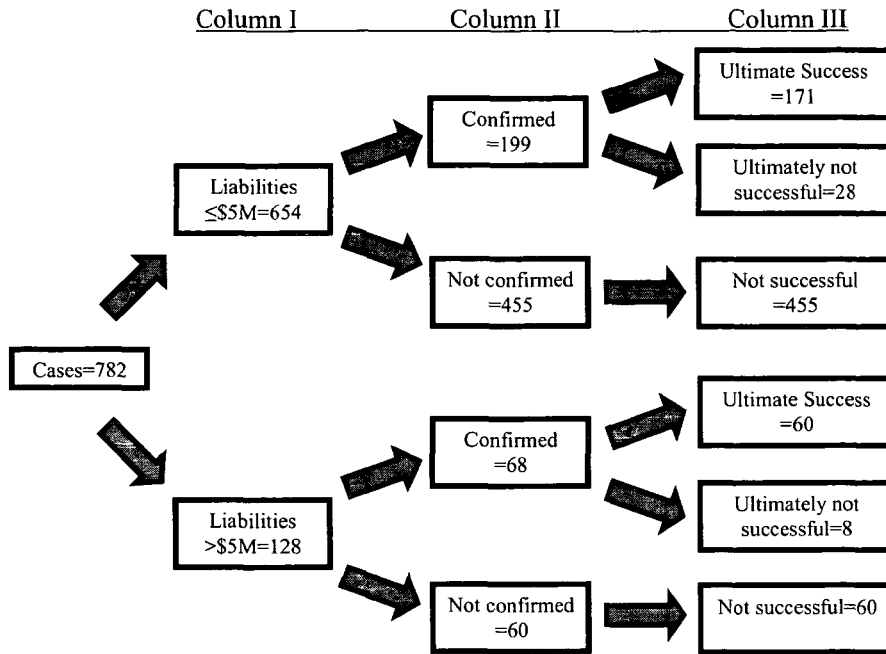 Column I Column II Column III
Ultimate Success
=171
Confirmed
=199
Ultimately not
successful=28
Liabilities
≤$5M=654
Not confirmed
=455
Not successful
=455
Cases=782
Ultimate Success
=60
Confirmed
=68
Ultimately not
successful=8
Liabilities
>$5M=128
Not confirmed
=60
Not successful=60